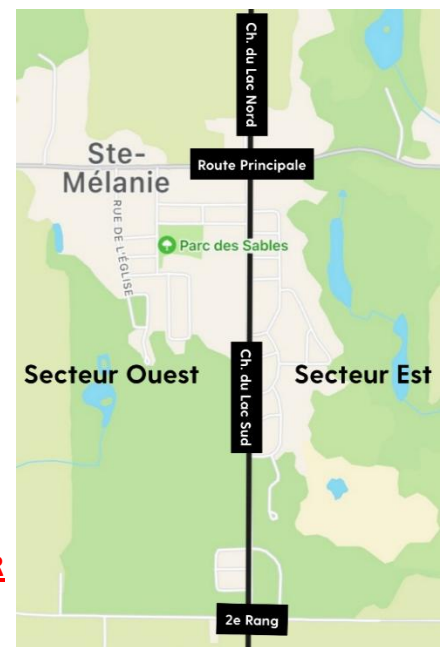 Ch. du Lac Nord
Ste-
Mélanie
Route Principale
RUE DE L'ÉGLISE
Parc des Sables
Secteur Ouest
Ch. du Lac Sud
Secteur Est
R
2e Rang